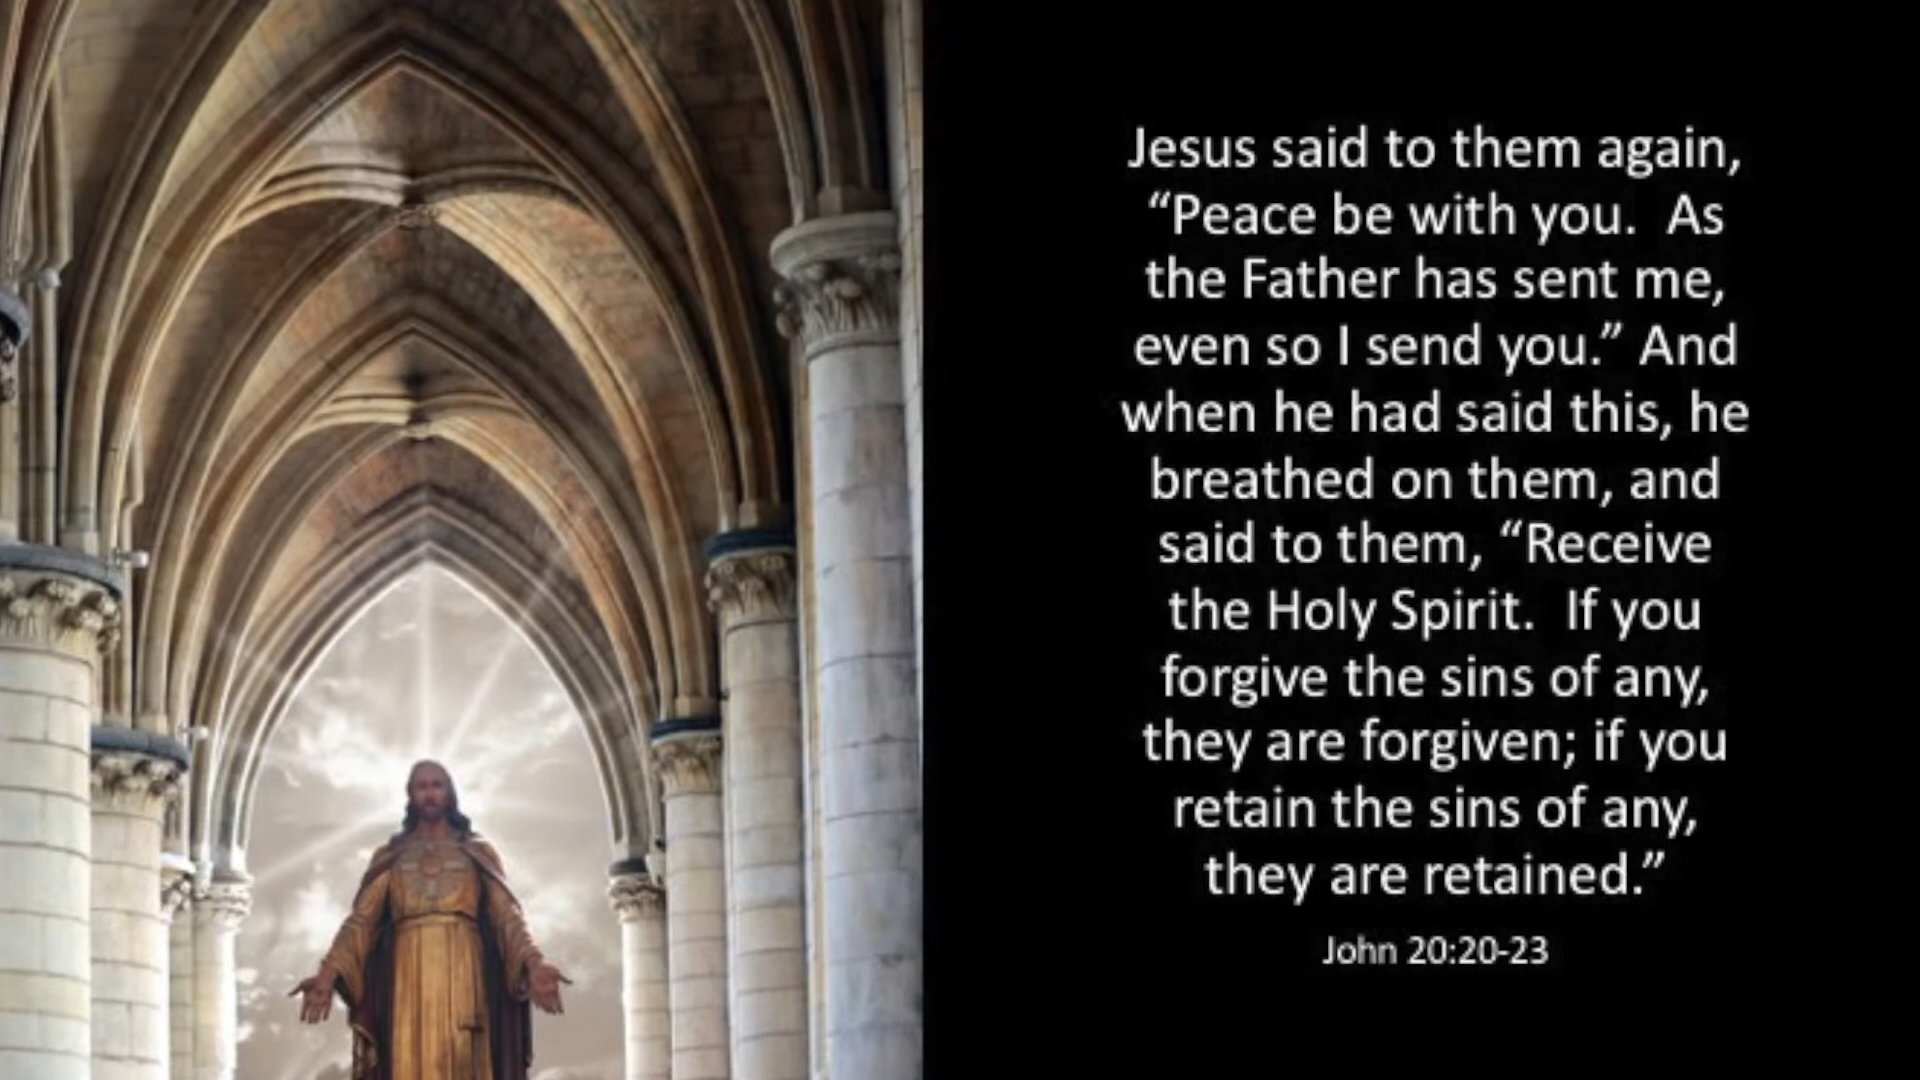 Jesus said to them again,
“Peace be with you.  As
the Father has sent me,
even so I send you.” And
when he had said this, he
breathed on them, and
said to them, “Receive
the Holy Spirit.  If you
forgive the sins of any,
they are forgiven; if you
retain the sins of any,
they are retained.”
John 20:20-23